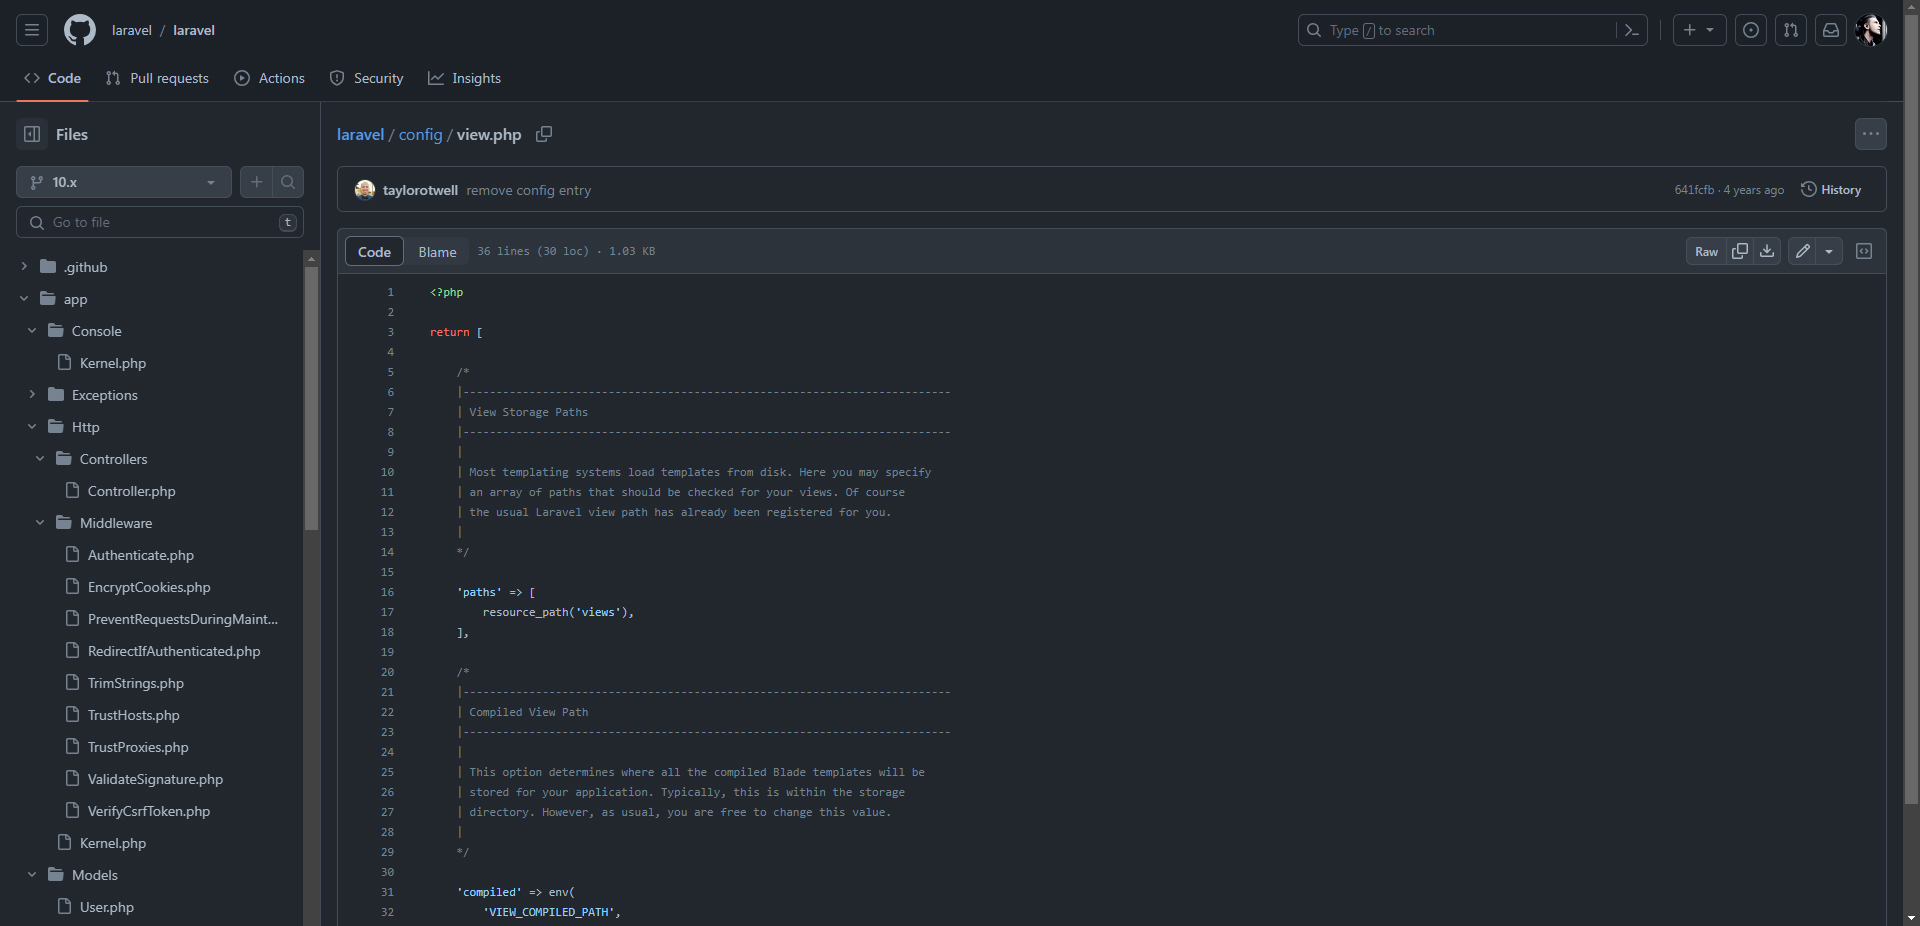 laravel / laravel
Type / to search
Code
Pull requests
Actions
Security
Insights
Files
10.x
Go to file
t
.github
app
Console
Kernel.php
Exceptions
Http
Controllers
Controller.php
Middleware
Authenticate.php
EncryptCookies.php
PreventRequestsDuringMaint...
RedirectIfAuthenticated.php
TrimStrings.php
TrustHosts.php
TrustProxies.php
ValidateSignature.php
VerifyCsrfToken.php
Kernel.php
Models
User.php
laravel / config / view.php
taylorotwell remove config entry
641fcfb · 4 years ago
History
Code
Blame
36 lines (30 loc) · 1.03 KB
Raw
1 <?php
2
3 return [
4
5 /*
6 |--------------------------------------------------------------------------
7 | View Storage Paths
8 |--------------------------------------------------------------------------
9 |
10 | Most templating systems load templates from disk. Here you may specify
11 | an array of paths that should be checked for your views. Of course
12 | the usual Laravel view path has already been registered for you.
13 |
14 */
15
16 'paths' => [
17 resource_path('views'),
18 ],
19
20 /*
21 |--------------------------------------------------------------------------
22 | Compiled View Path
23 |--------------------------------------------------------------------------
24 |
25 | This option determines where all the compiled Blade templates will be
26 | stored for your application. Typically, this is within the storage
27 | directory. However, as usual, you are free to change this value.
28 |
29 */
30
31 'compiled' => env(
32 'VIEW_COMPILED_PATH',